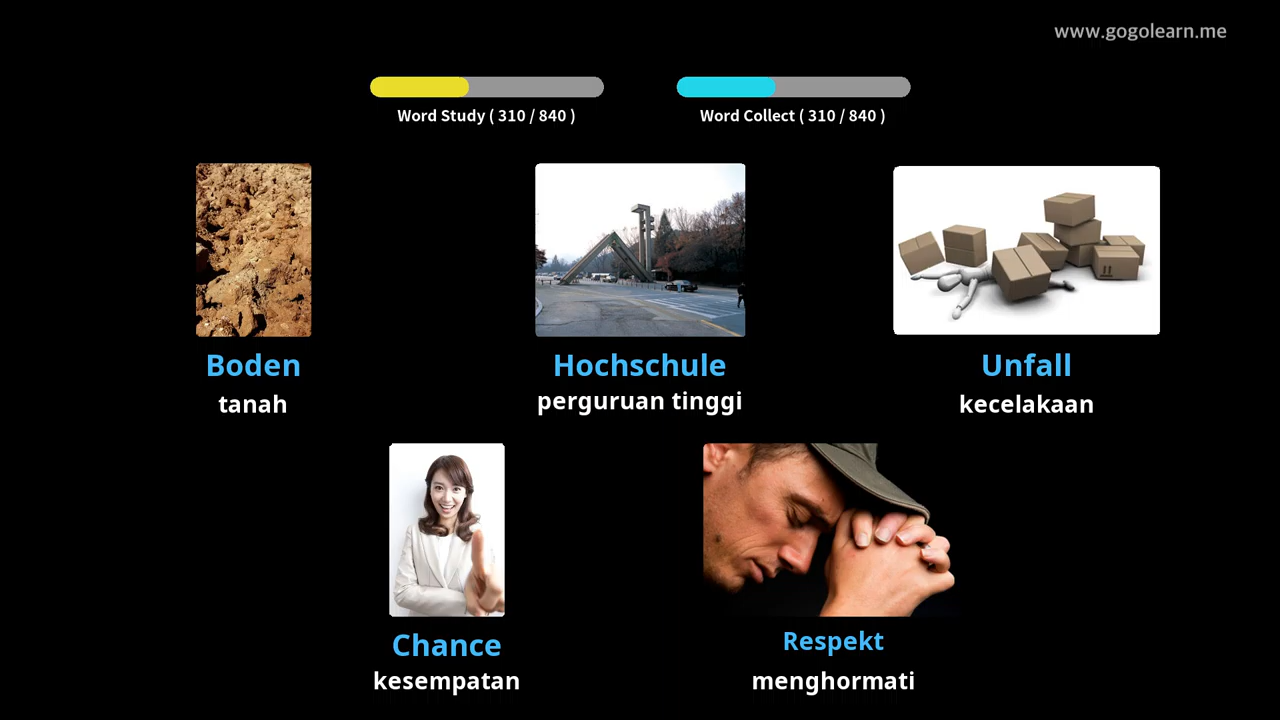 www.gogolearn.me
Word Study ( 310 / 840 )
Word Collect ( 310 / 840 )
Boden
tanah
Hochschule
perguruan tinggi
Unfall
kecelakaan
Chance
kesempatan
Respekt
menghormati